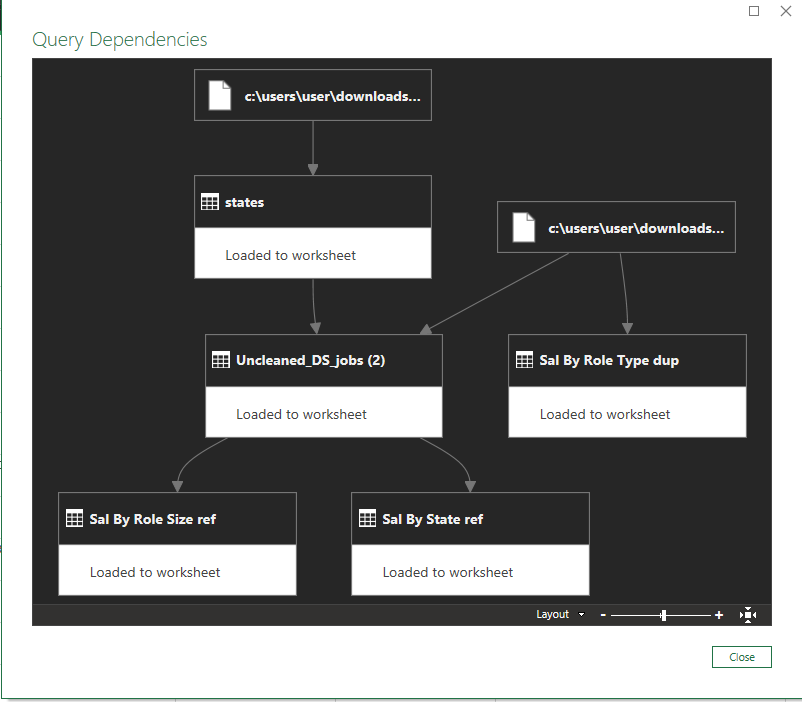 Query Dependencies
c:\users\user\downloads...
states
Loaded to worksheet
c:\users\user\downloads...
Uncleaned_DS_jobs (2)
Loaded to worksheet
Sal By Role Type dup
Loaded to worksheet
Sal By Role Size ref
Loaded to worksheet
Sal By State ref
Loaded to worksheet
Layout
- +
Close